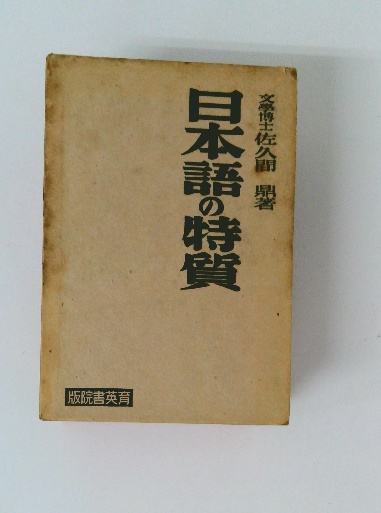 文學博士 佐久間 鼎著
日本語の特質
版院書英育